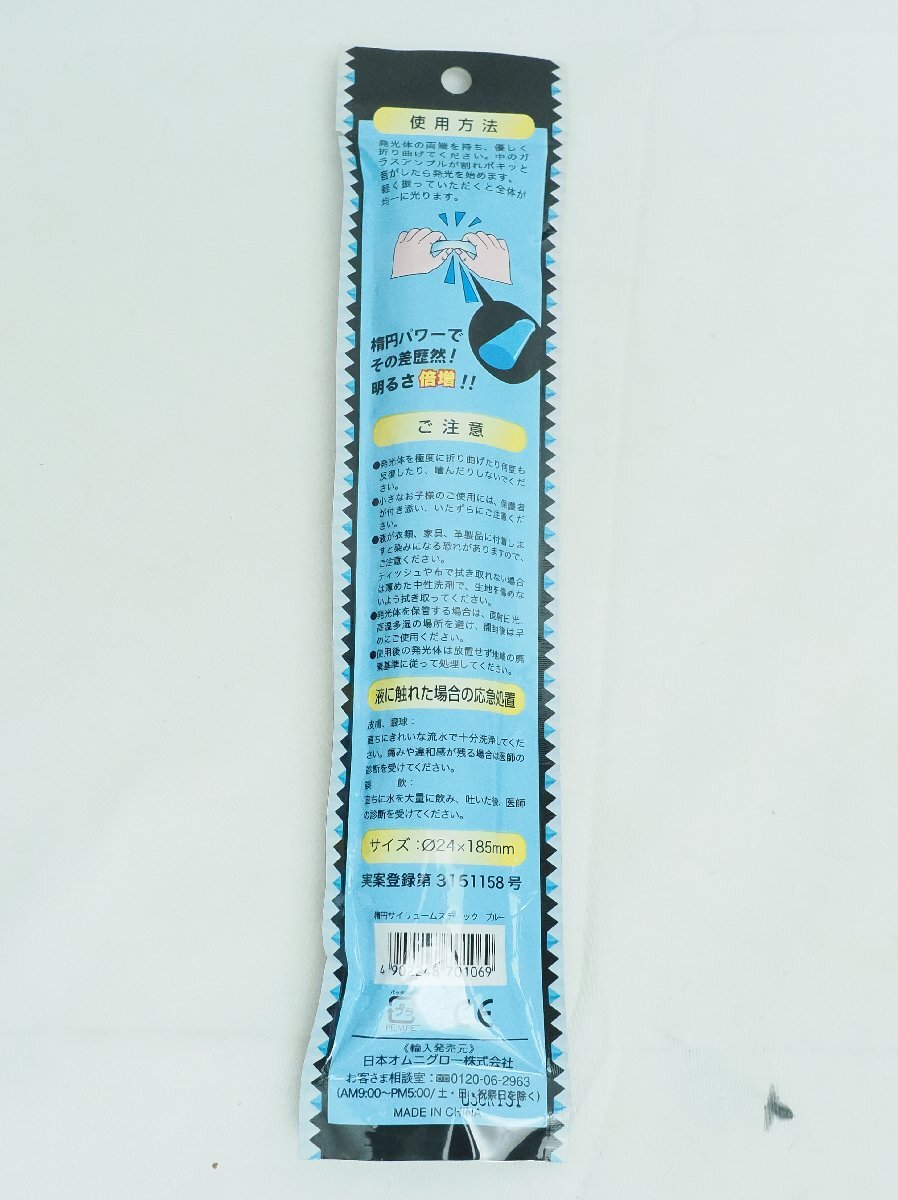 使用方法
発光体の両端を持ち、優しく
折り曲げてください。中のガ
ラスアンプルが割れポキッと
音がしたら発光を始めます。
軽く振っていただくと全体が
均一に光ります。
楕円パワーで
その差歴然!
明るさ倍増!!
ご注意
●発光体を極度に折り曲げたり何度も
反復したり、噛んだりしないでくだ
さい。
●小さなお子様のご使用には、保護者
が付き添い、いたずらにご注意くだ
さい。
●液が衣類、家具、革製品に付着しま
すと染みになる恐れがありますので、
ご注意ください。
ティッシュや布で拭き取れない場合
は薄めた中性洗剤で、生地を傷めな
いよう拭き取ってください。
●発光体を保管する場合は、直射日光、
高温多湿の場所を避け、開封後は早
めにご使用ください。
●使用後の発光体は放置せず地域の廃
棄基準に従って処理してください。
液に触れた場合の応急処置
皮膚、眼球:
直ちにきれいな流水で十分洗浄してくだ
さい。痛みや違和感が残る場合は医師の
診断を受けてください。
誤 飲:
直ちに水を大量に飲み、吐いた後、医師
の診断を受けてください。
サイズ:Ø24×185mm
実案登録第3151158号
楕円サイリュームスティック ブルー
4 902248 701069
プラ
CE
《輸入発売元》
日本オムニグロー株式会社
お客さま相談室:0120-06-2963
(AM9:00〜PM5:00/土・日・祝祭日を除く)
MADE IN CHINA